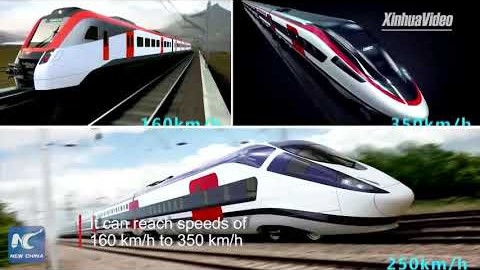 XinhuaVideo
160km/h
350km/h
It can reach speeds of
160 km/h to 350 km/h
NEW CHINA
250km/h